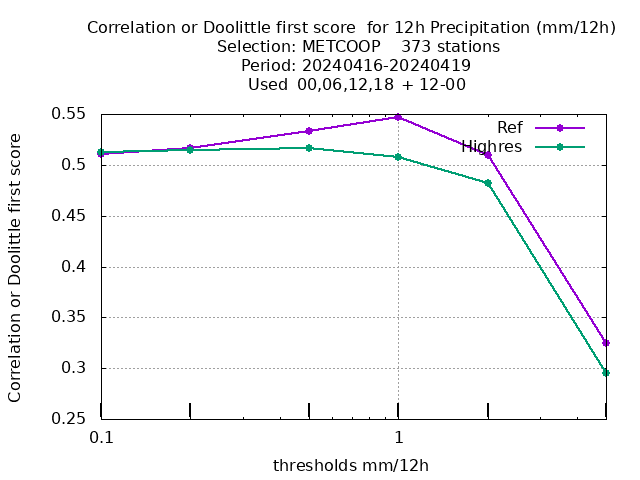 Correlation or Doolittle first score  for 12h Precipitation (mm/12h)
Selection: METCOOP    373 stations
Period: 20240416-20240419
Used 00,06,12,18 + 12-00
Correlation or Doolittle first score
0.55
0.5
0.45
0.4
0.35
0.3
0.25
Ref
Highres
0.1
1
thresholds mm/12h